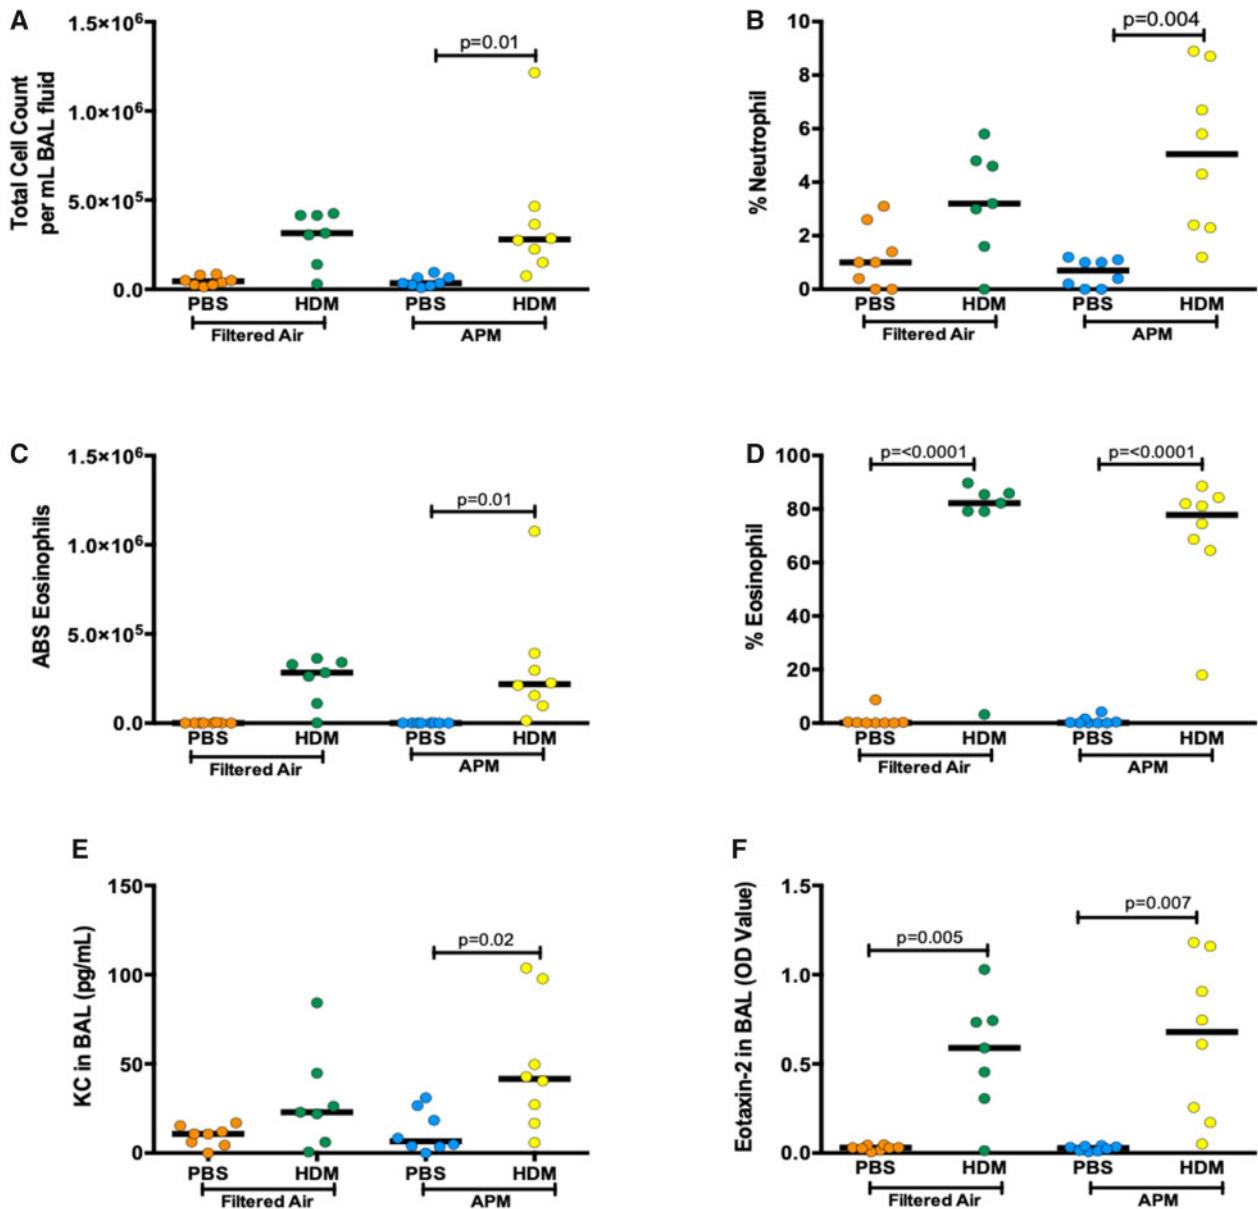 A
Total Cell Count
per mL BAL fluid
1.5×10⁶
1.0×10⁶
5.0×10⁵
0.0
p=0.01
PBS HDM PBS HDM
Filtered Air APM
B
% Neutrophil
10
8
6
4
2
0
p=0.004
PBS HDM PBS HDM
Filtered Air APM
C
ABS Eosinophils
1.5×10⁶
1.0×10⁶
5.0×10⁵
0.0
p=0.01
PBS HDM PBS HDM
Filtered Air APM
D
% Eosinophil
100
80
60
40
20
0
p=<0.0001 p=<0.0001
PBS HDM PBS HDM
Filtered Air APM
E
KC in BAL (pg/mL)
150
100
50
0
p=0.02
PBS HDM PBS HDM
Filtered Air APM
F
Eotaxin-2 in BAL (OD Value)
1.5
1.0
0.5
0.0
p=0.005 p=0.007
PBS HDM PBS HDM
Filtered Air APM